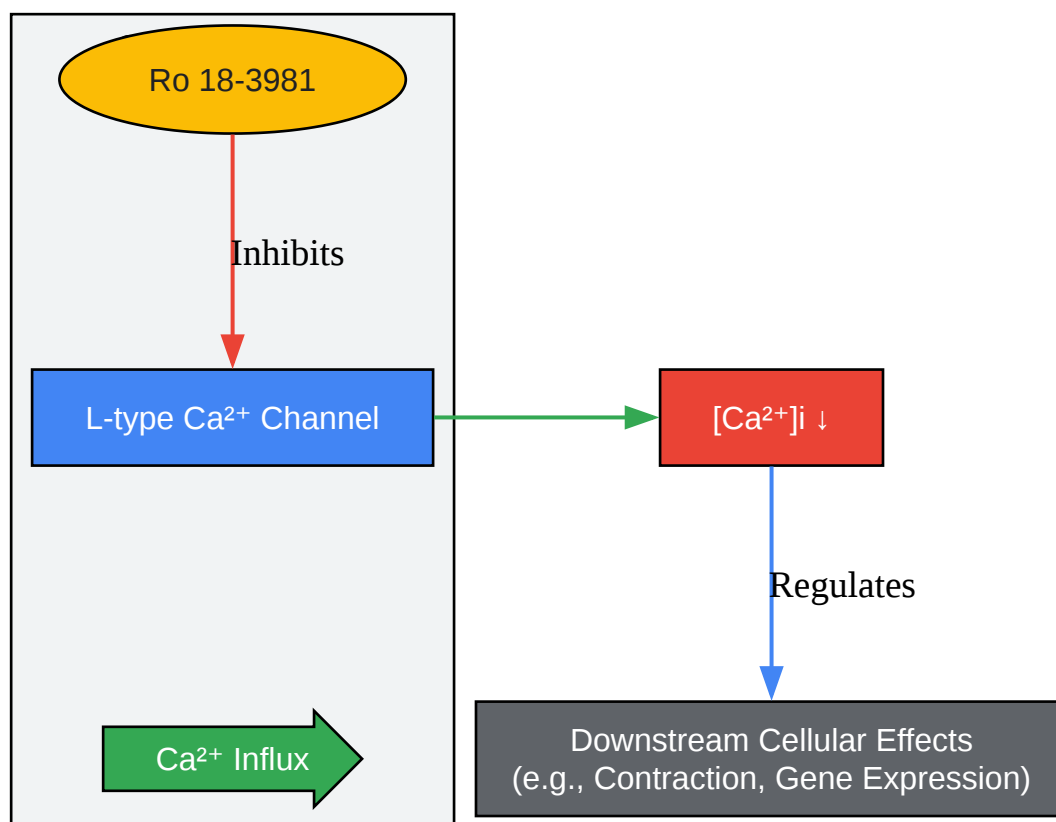 Ro 18-3981
Inhibits
L-type Ca²⁺ Channel
[Ca²⁺]i ↓
Regulates
Ca²⁺ Influx
Downstream Cellular Effects
(e.g., Contraction, Gene Expression)